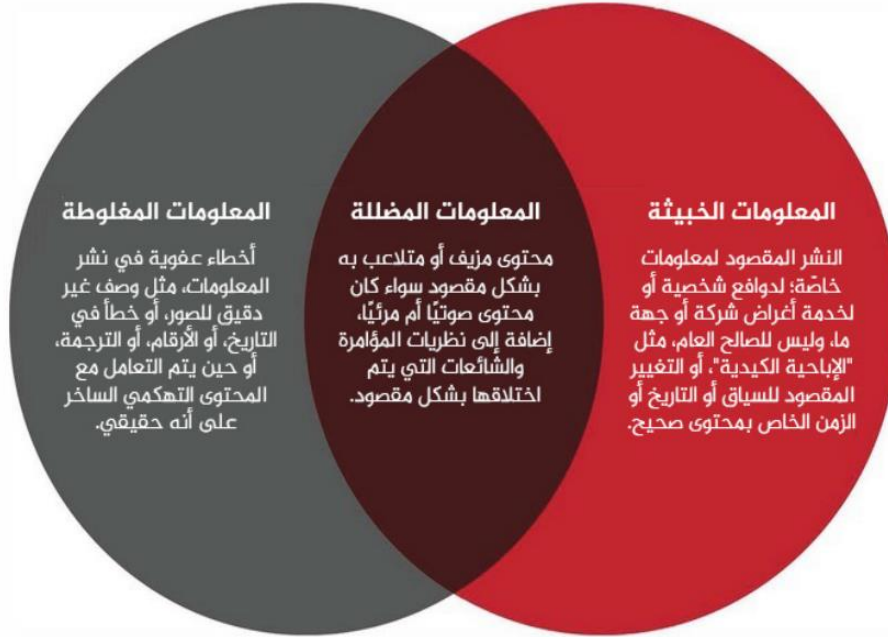 المعلومات الخبيثة
النشر المقصود لمعلومات
خاصّة؛ لدوافع شخصية أو
لخدمة أغراض شركة أو جهة
ما، وليس للصالح العام، مثل
"الإباحية الكيدية"، أو التغيير
المقصود للسياق أو التاريخ أو
الزمن الخاص بمحتوى صحيح.
المعلومات المضللة
محتوى مزيف أو متلاعب به
بشكل مقصود سواء كان
محتوى صوتيًا أم مرئيًا،
إضافة إلى نظريات المؤامرة
والشائعات التي يتم
اختلاقها بشكل مقصود.
المعلومات المغلوطة
أخطاء عفوية في نشر
المعلومات، مثل وصف غير
دقيق للصور، أو خطأ في
التاريخ، أو الأرقام، أو الترجمة،
أو حين يتم التعامل مع
المحتوى التهكمي الساخر
على أنه حقيقي.